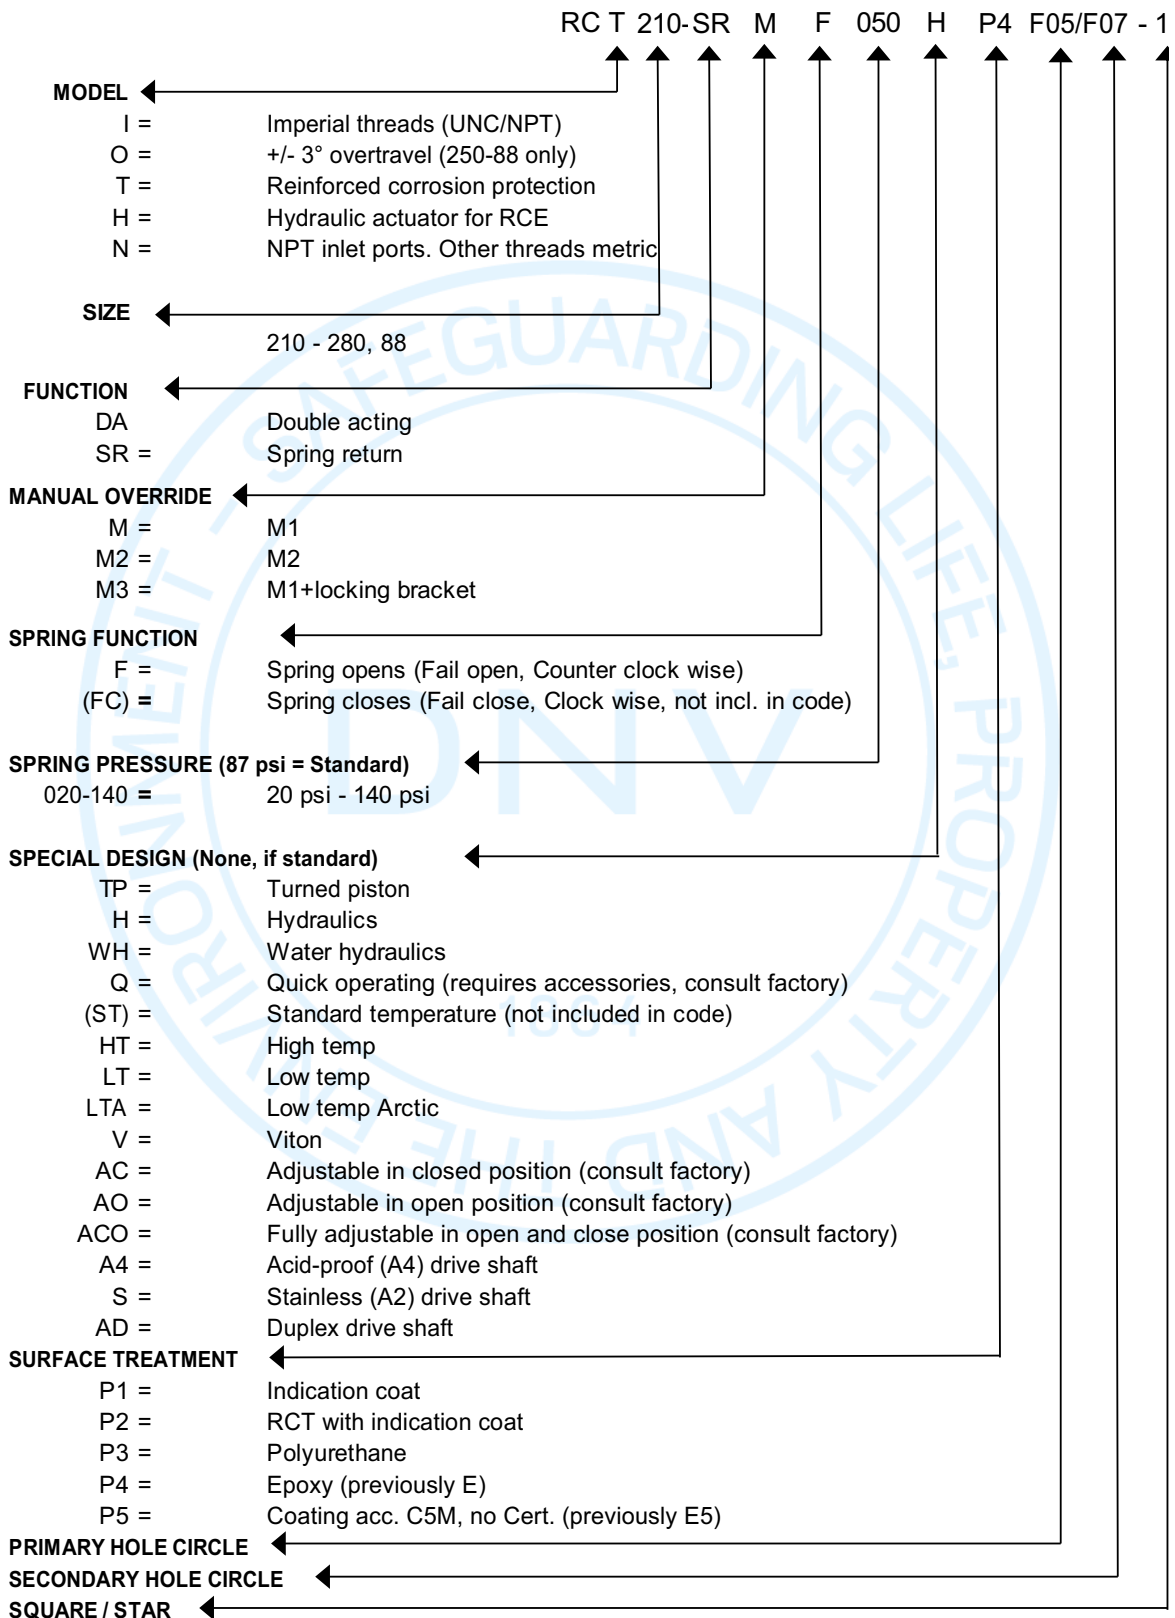 RC T 210-SR M F 050 H P4 F05/F07 - 1
MODEL
I = Imperial threads (UNC/NPT)
O = +/- 3° overtravel (250-88 only)
T = Reinforced corrosion protection
H = Hydraulic actuator for RCE
N = NPT inlet ports. Other threads metric
SIZE
210 - 280, 88
FUNCTION
DA Double acting
SR = Spring return
MANUAL OVERRIDE
M = M1
M2 = M2
M3 = M1+locking bracket
SPRING FUNCTION
F = Spring opens (Fail open, Counter clock wise)
(FC) = Spring closes (Fail close, Clock wise, not incl. in code)
SPRING PRESSURE (87 psi = Standard)
020-140 = 20 psi - 140 psi
SPECIAL DESIGN (None, if standard)
TP = Turned piston
H = Hydraulics
WH = Water hydraulics
Q = Quick operating (requires accessories, consult factory)
(ST) = Standard temperature (not included in code)
HT = High temp
LT = Low temp
LTA = Low temp Arctic
V = Viton
AC = Adjustable in closed position (consult factory)
AO = Adjustable in open position (consult factory)
ACO = Fully adjustable in open and close position (consult factory)
A4 = Acid-proof (A4) drive shaft
S = Stainless (A2) drive shaft
AD = Duplex drive shaft
SURFACE TREATMENT
P1 = Indication coat
P2 = RCT with indication coat
P3 = Polyurethane
P4 = Epoxy (previously E)
P5 = Coating acc. C5M, no Cert. (previously E5)
PRIMARY HOLE CIRCLE
SECONDARY HOLE CIRCLE
SQUARE / STAR
SAFEGUARDING LIFE, PROPERTY AND THE ENVIRONMENT –
DNV
1864